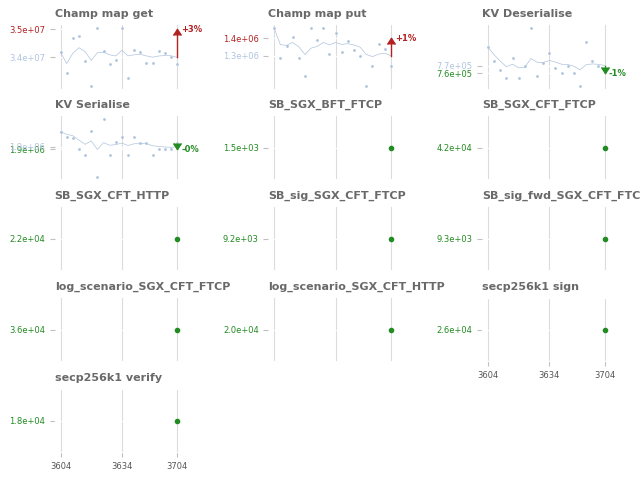 Champ map get
3.5e+07
3.4e+07
+3%
Champ map put
1.4e+06
1.3e+06
+1%
KV Deserialise
7.7e+05
7.6e+05
-1%
KV Serialise
1.9e+06
-0%
SB_SGX_BFT_FTCP
1.5e+03
SB_SGX_CFT_FTCP
4.2e+04
SB_SGX_CFT_HTTP
2.2e+04
SB_sig_SGX_CFT_FTCP
9.2e+03
SB_sig_fwd_SGX_CFT_FTC
9.3e+03
log_scenario_SGX_CFT_FTCP
3.6e+04
log_scenario_SGX_CFT_HTTP
2.0e+04
secp256k1 sign
2.6e+04
3604 3634 3704
secp256k1 verify
1.8e+04
3604 3634 3704